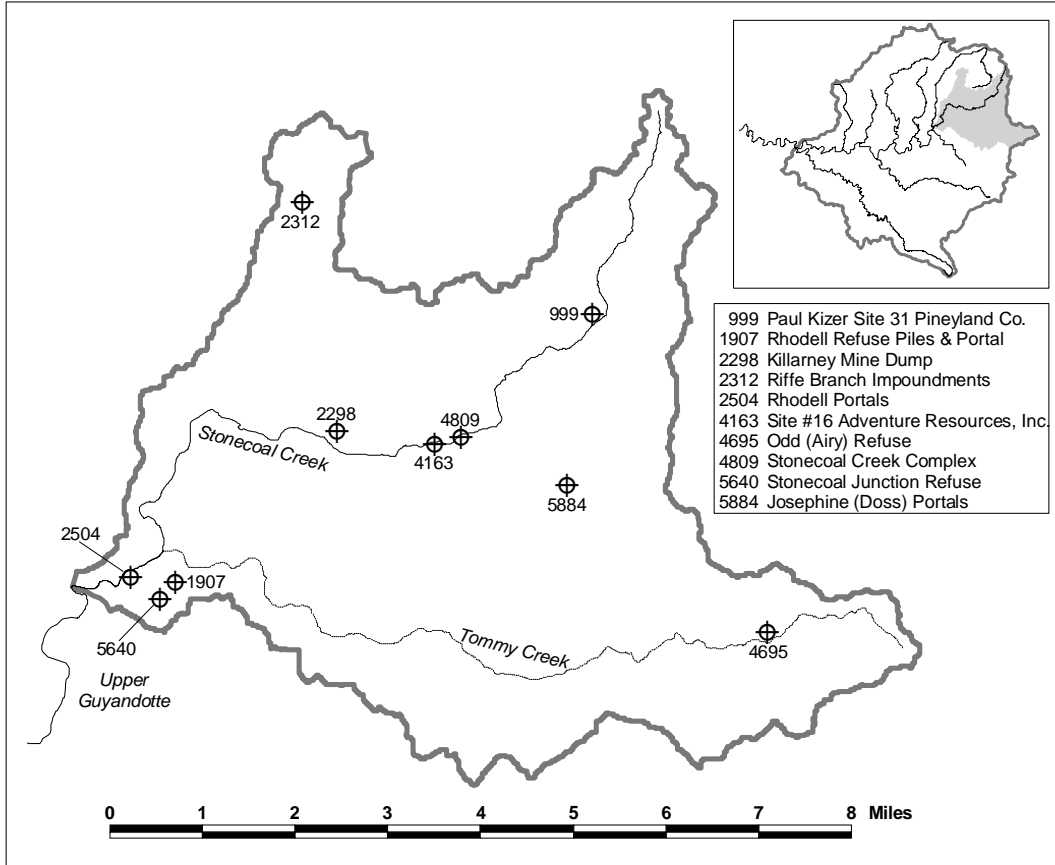 2312
999
999 Paul Kizer Site 31 Pineyland Co.
1907 Rhodell Refuse Piles & Portal
2298 Killarney Mine Dump
2312 Riffe Branch Impoundments
2504 Rhodell Portals
4163 Site #16 Adventure Resources, Inc.
4695 Odd (Airy) Refuse
4809 Stonecoal Creek Complex
5640 Stonecoal Junction Refuse
5884 Josephine (Doss) Portals
2298
4809
Stonecoal Creek
4163
5884
2504
1907
5640
Tommy Creek
4695
Upper
Guyandotte
0 1 2 3 4 5 6 7 8 Miles